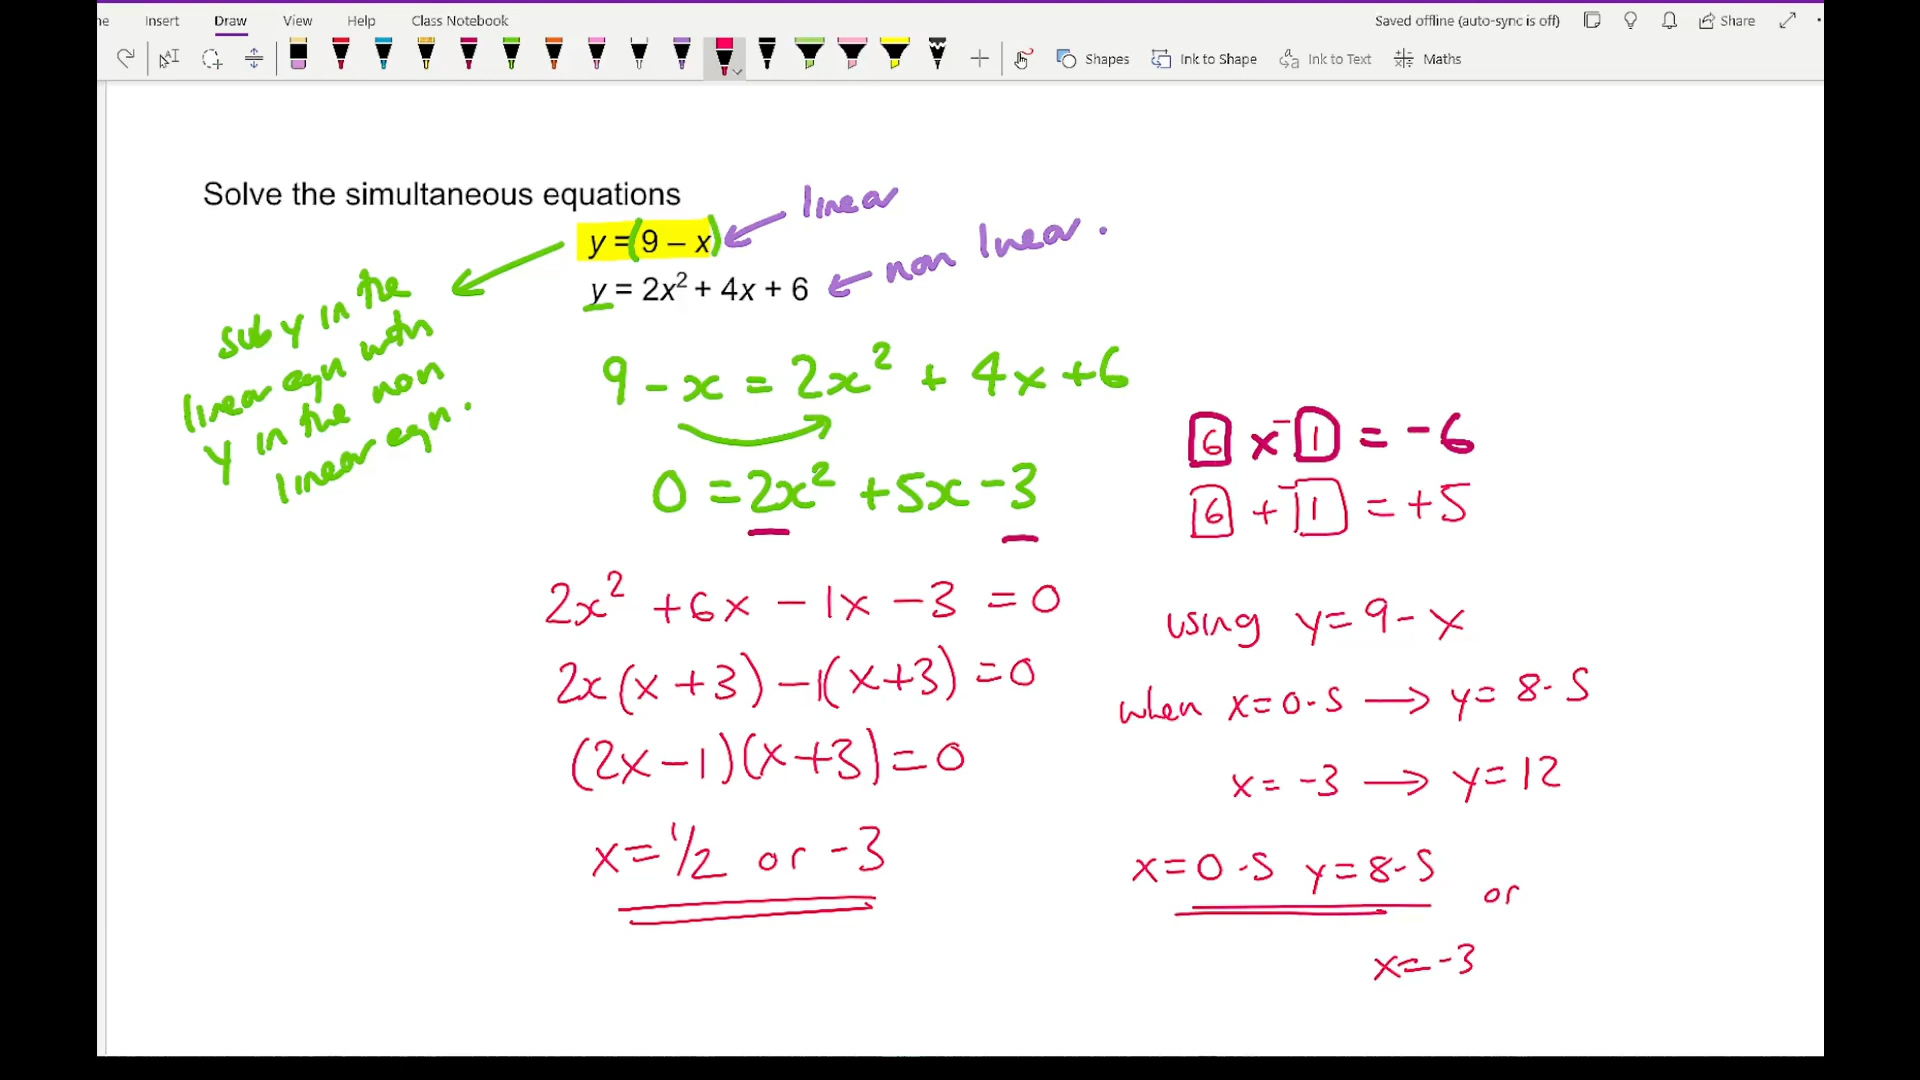 Insert Draw View Help Class Notebook Saved offline (auto-sync is off) Share
Shapes Ink to Shape Ink to Text Maths
Solve the simultaneous equations
y = (9 – x) ← linear
y = 2x² + 4x + 6 ← non linear.
sub y in the
linear eqn with
y in the non
linear eqn.
9 - x = 2x² + 4x + 6
0 = 2x² + 5x - 3
6 x -1 = -6
6 + -1 = +5
2x² + 6x - 1x - 3 = 0
2x(x + 3) - 1(x + 3) = 0
(2x - 1)(x + 3) = 0
x = 1/2 or -3
using y = 9 - x
when x = 0.5 → y = 8.5
x = -3 → y = 12
x = 0.5 y = 8.5 or
x = -3